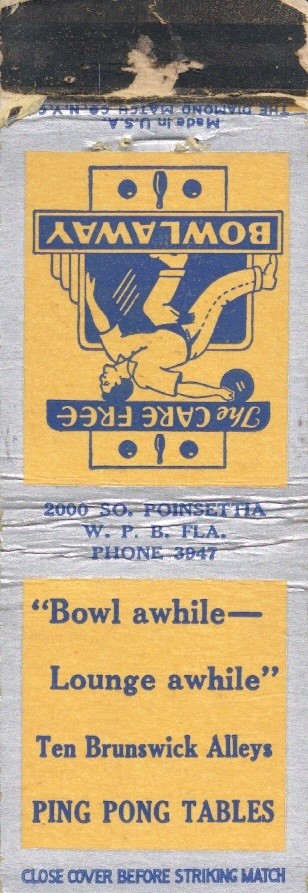 THE DIAMOND MATCH CO. N.Y.C.
Made in U.S.A.
BOWLAWAY
The CARE FREE
2000 SO. POINSETTIA
W. P. B. FLA.
PHONE 3947
"Bowl awhile—
Lounge awhile"
Ten Brunswick Alleys
PING PONG TABLES
CLOSE COVER BEFORE STRIKING MATCH